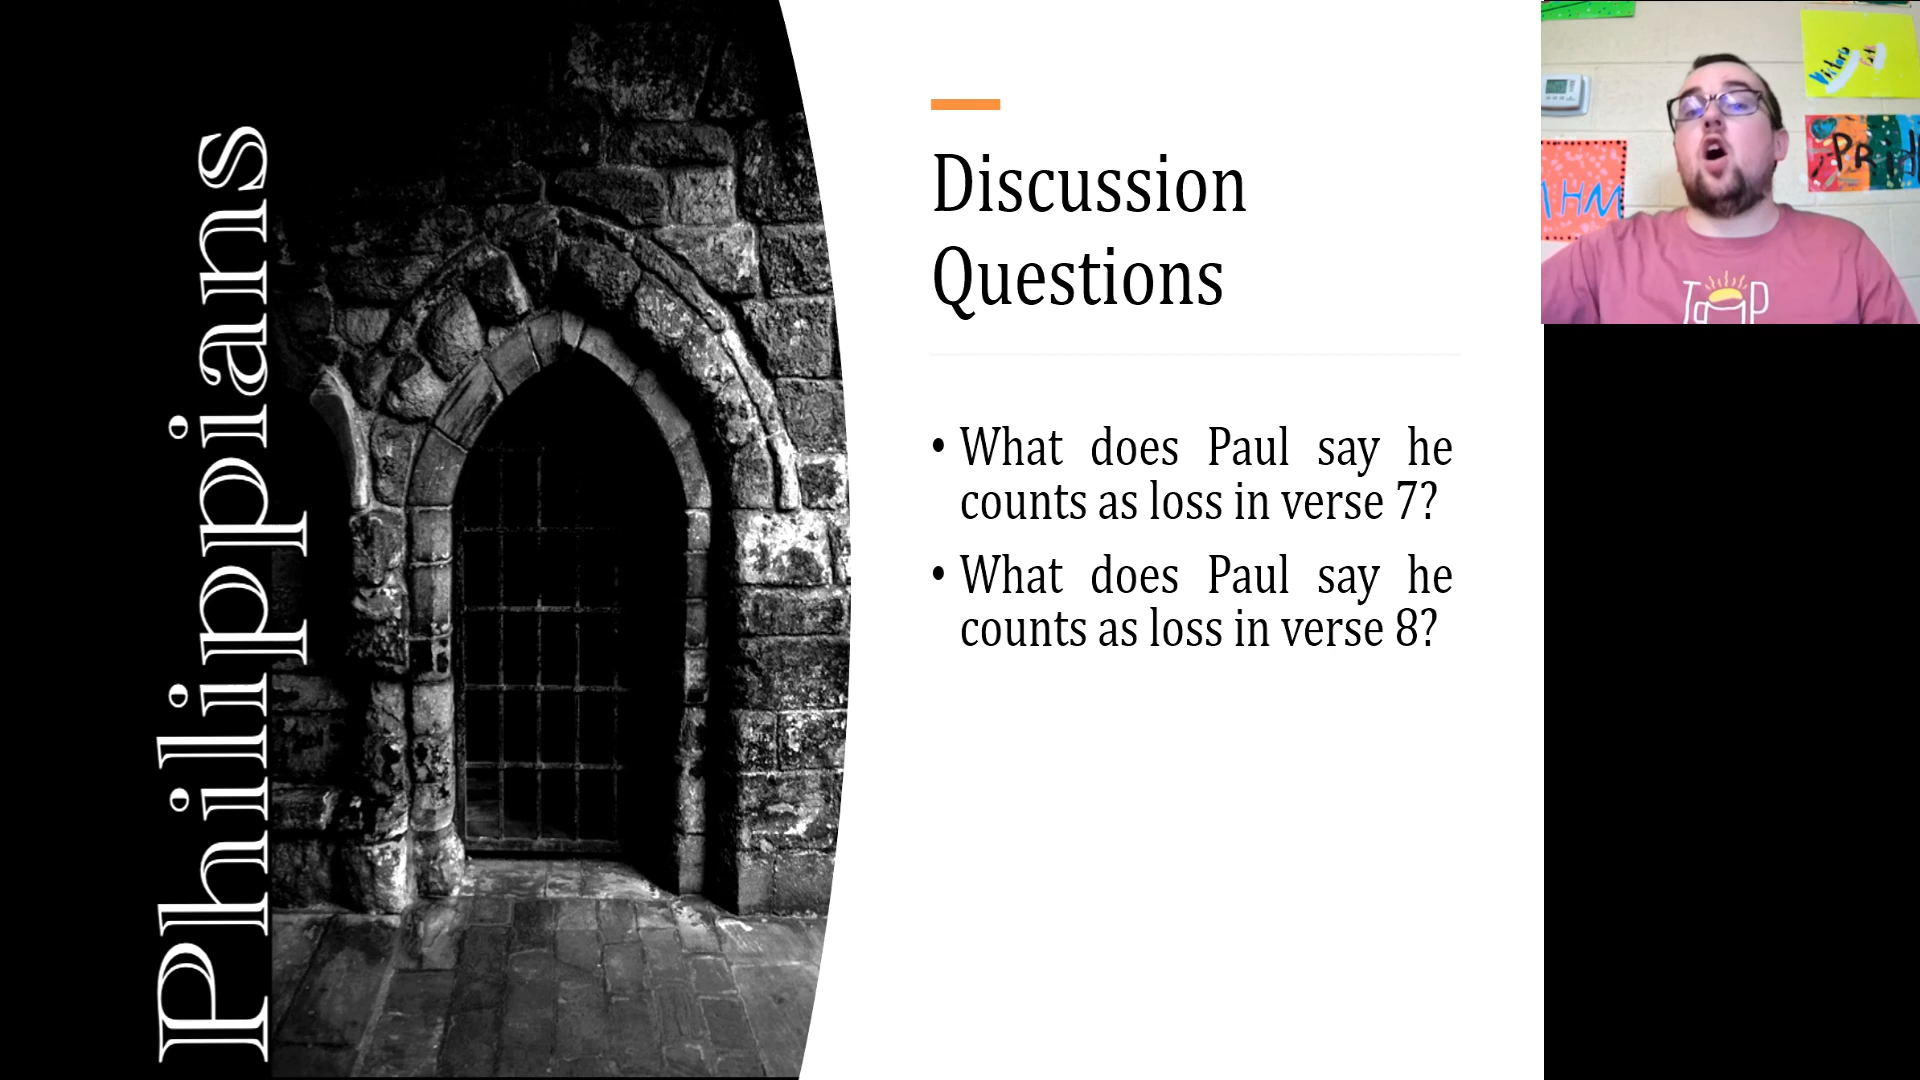 Philippians
Discussion
Questions
• What does Paul say he
counts as loss in verse 7?
• What does Paul say he
counts as loss in verse 8?